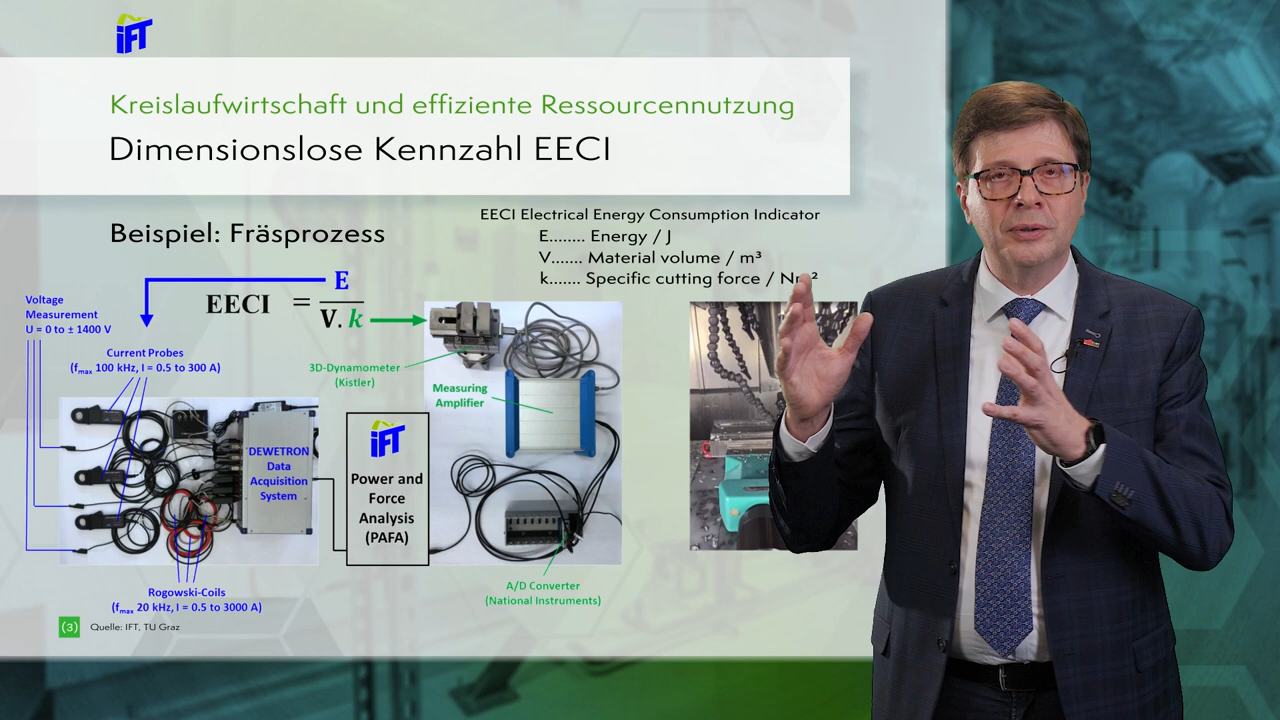 IFT
Kreislaufwirtschaft und effiziente Ressourcennutzung
Dimensionslose Kennzahl EECI
Beispiel: Fräsprozess
EECI Electrical Energy Consumption Indicator
E........ Energy / J
V....... Material volume / m³
k....... Specific cutting force / Nm²
EECI = E
V. k
Voltage
Measurement
U = 0 to ± 1400 V
Current Probes
(fmax 100 kHz, I = 0.5 to 300 A)
3D-Dynamometer
(Kistler)
Measuring
Amplifier
DEWETRON
Data
Acquisition
System
IFT
Power and
Force
Analysis
(PAFA)
Rogowski-Coils
(fmax 20 kHz, I = 0.5 to 3000 A)
A/D Converter
(National Instruments)
(3) Quelle: IFT, TU Graz